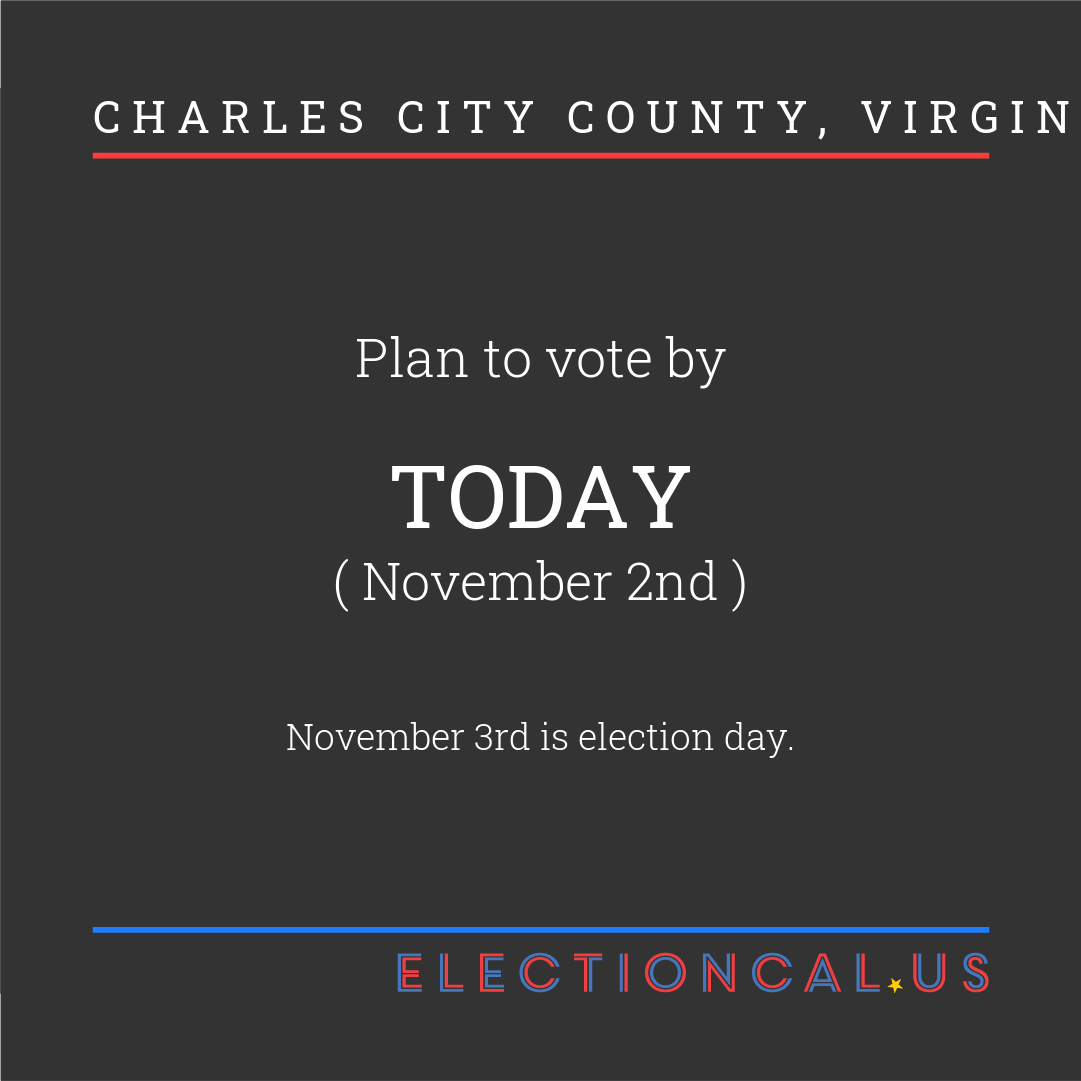 CHARLES CITY COUNTY, VIRGIN
Plan to vote by
TODAY
( November 2nd )
November 3rd is election day.
ELECTIONCAL.US